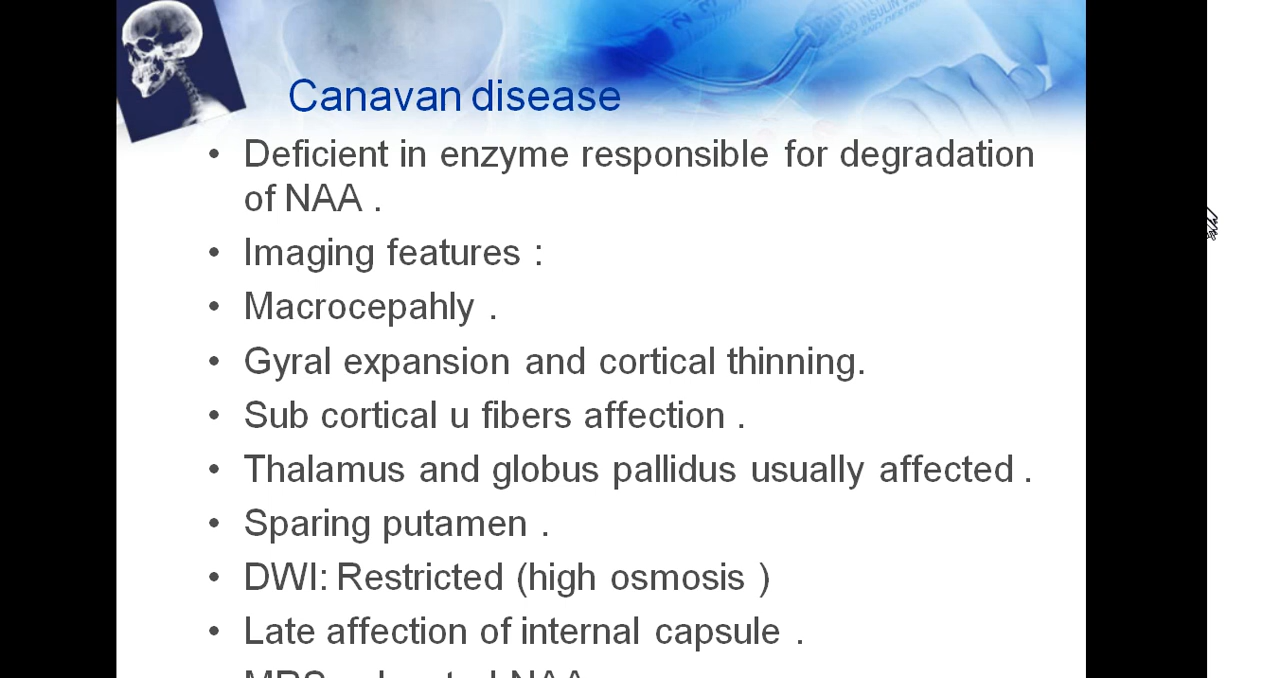 Canavan disease
• Deficient in enzyme responsible for degradation
of NAA .
• Imaging features :
• Macrocepahly .
• Gyral expansion and cortical thinning.
• Sub cortical u fibers affection .
• Thalamus and globus pallidus usually affected .
• Sparing putamen .
• DWI: Restricted (high osmosis )
• Late affection of internal capsule .
MRS NAA